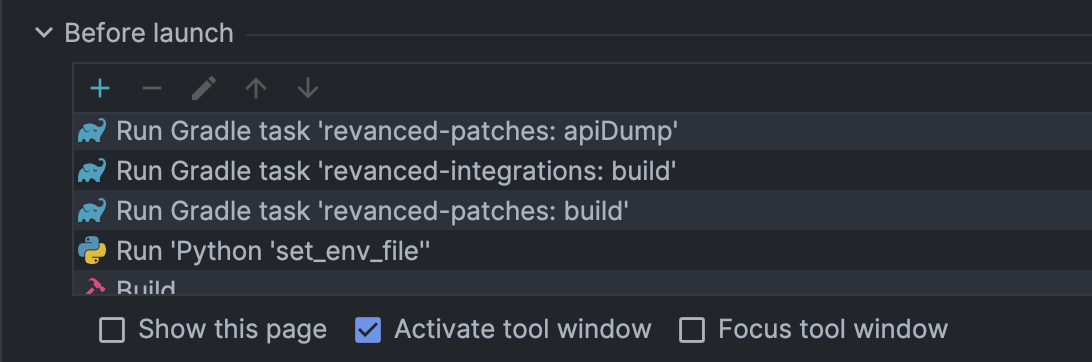 Before launch
Run Gradle task 'revanced-patches: apiDump'
Run Gradle task 'revanced-integrations: build'
Run Gradle task 'revanced-patches: build'
Run 'Python 'set_env_file''
Build
Show this page Activate tool window Focus tool window